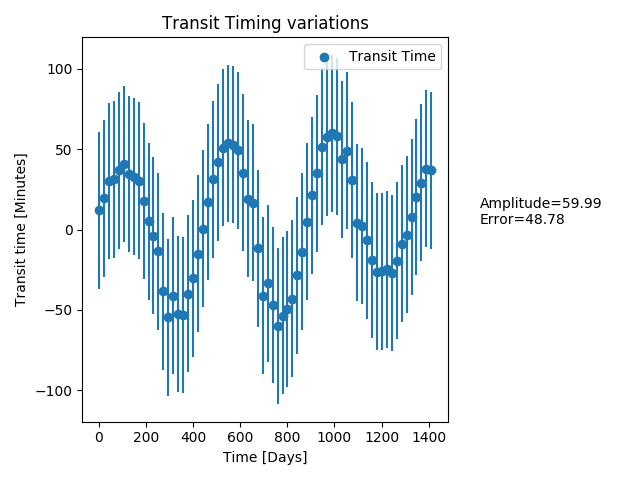 Transit Timing variations
Transit Time
100
50
0
−50
−100
Transit time [Minutes]
Amplitude=59.99
Error=48.78
0 200 400 600 800 1000 1200 1400
Time [Days]